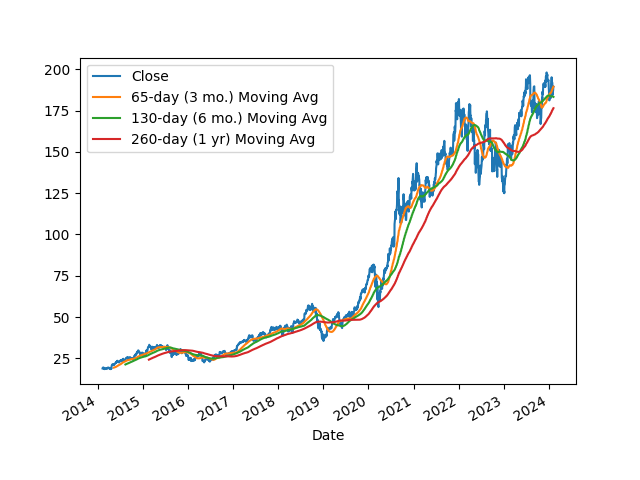 Close
65-day (3 mo.) Moving Avg
130-day (6 mo.) Moving Avg
260-day (1 yr) Moving Avg
200
175
150
125
100
75
50
25
2014 2015 2016 2017 2018 2019 2020 2021 2022 2023 2024
Date